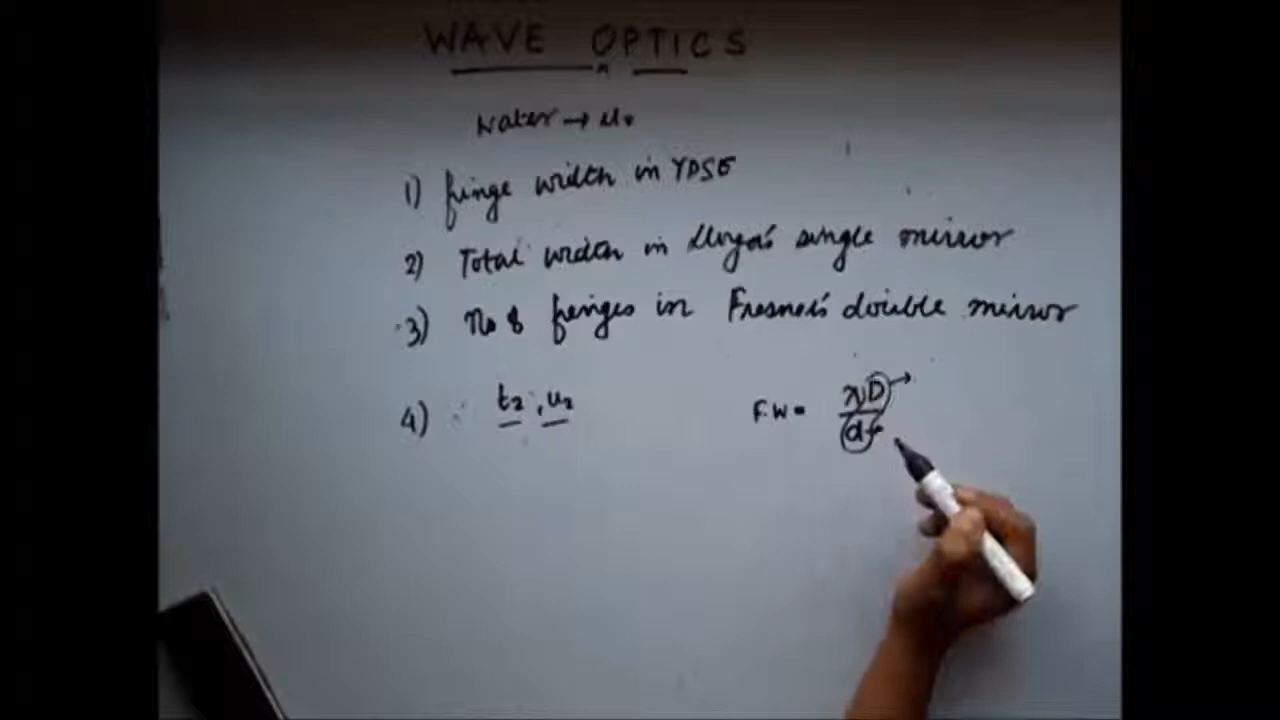 WAVE OPTICS
Water → μ.
1) fringe width in YDSE
2) Total width in Lloyd's single mirror
3) No of fringes in Fresnel's double mirror
4) t₂, u₂
F.W = λD
d